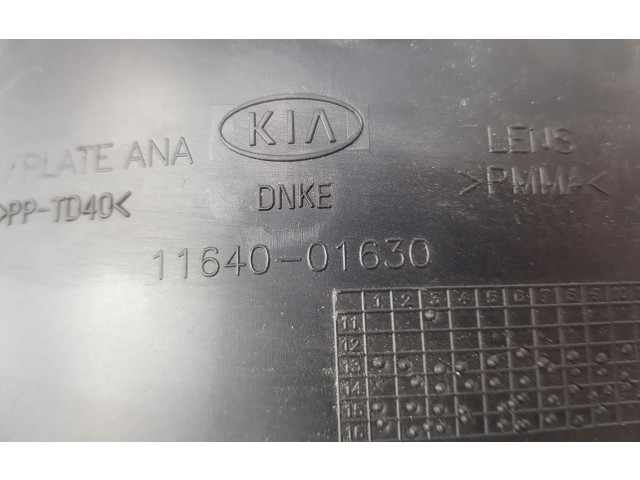 KIA
/PLATE ANA
LENS
>PP-TD40<
DNKE
>PMMA<
11640-01630
1 2 3 4 5 6 7 8 9
11
12
13
14
15
16